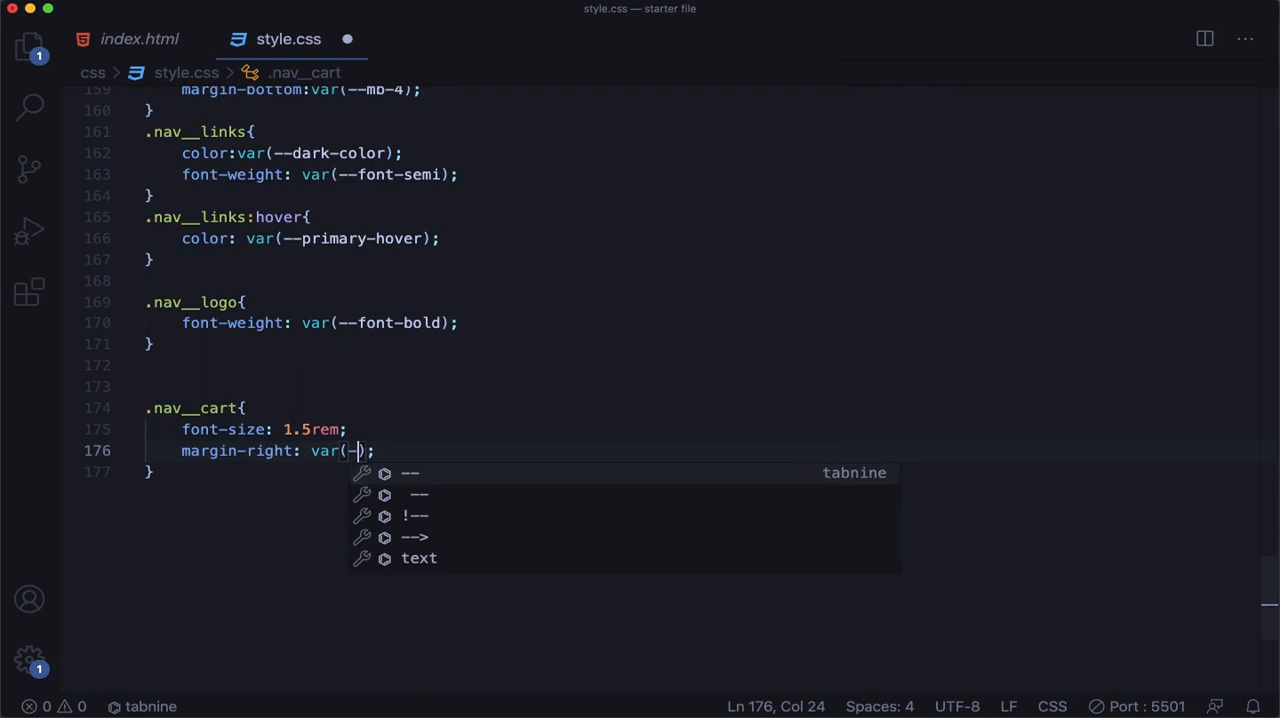 style.css — starter file
index.html
style.css
1
css > style.css > .nav__cart
159 margin-bottom:var(--mb-4);
160 }
161 .nav__links{
162 color:var(--dark-color);
163 font-weight: var(--font-semi);
164 }
165 .nav__links:hover{
166 color: var(--primary-hover);
167 }
168
169 .nav__logo{
170 font-weight: var(--font-bold);
171 }
172
173
174 .nav__cart{
175 font-size: 1.5rem;
176 margin-right: var(-);
177 }
-- tabnine
--
!--
-->
text
1
0 0 tabnine Ln 176, Col 24 Spaces: 4 UTF-8 LF CSS Port : 5501